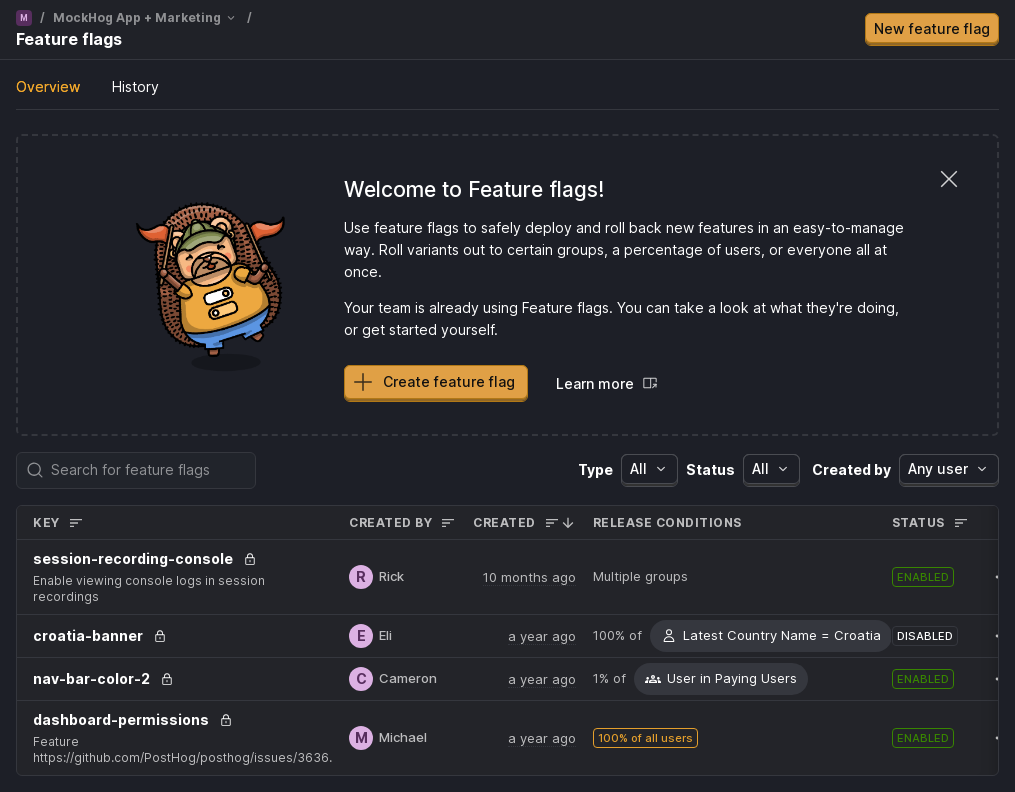 M / MockHog App + Marketing /
Feature flags
New feature flag
Overview History
Welcome to Feature flags!
Use feature flags to safely deploy and roll back new features in an easy-to-manage
way. Roll variants out to certain groups, a percentage of users, or everyone all at
once.
Your team is already using Feature flags. You can take a look at what they're doing,
or get started yourself.
Create feature flag Learn more
Search for feature flags Type All Status All Created by Any user
KEY CREATED BY CREATED RELEASE CONDITIONS STATUS
session-recording-console
Enable viewing console logs in session
recordings
R Rick 10 months ago Multiple groups ENABLED
croatia-banner E Eli a year ago 100% of Latest Country Name = Croatia DISABLED
nav-bar-color-2 C Cameron a year ago 1% of User in Paying Users ENABLED
dashboard-permissions
Feature
https://github.com/PostHog/posthog/issues/3636.
M Michael a year ago 100% of all users ENABLED